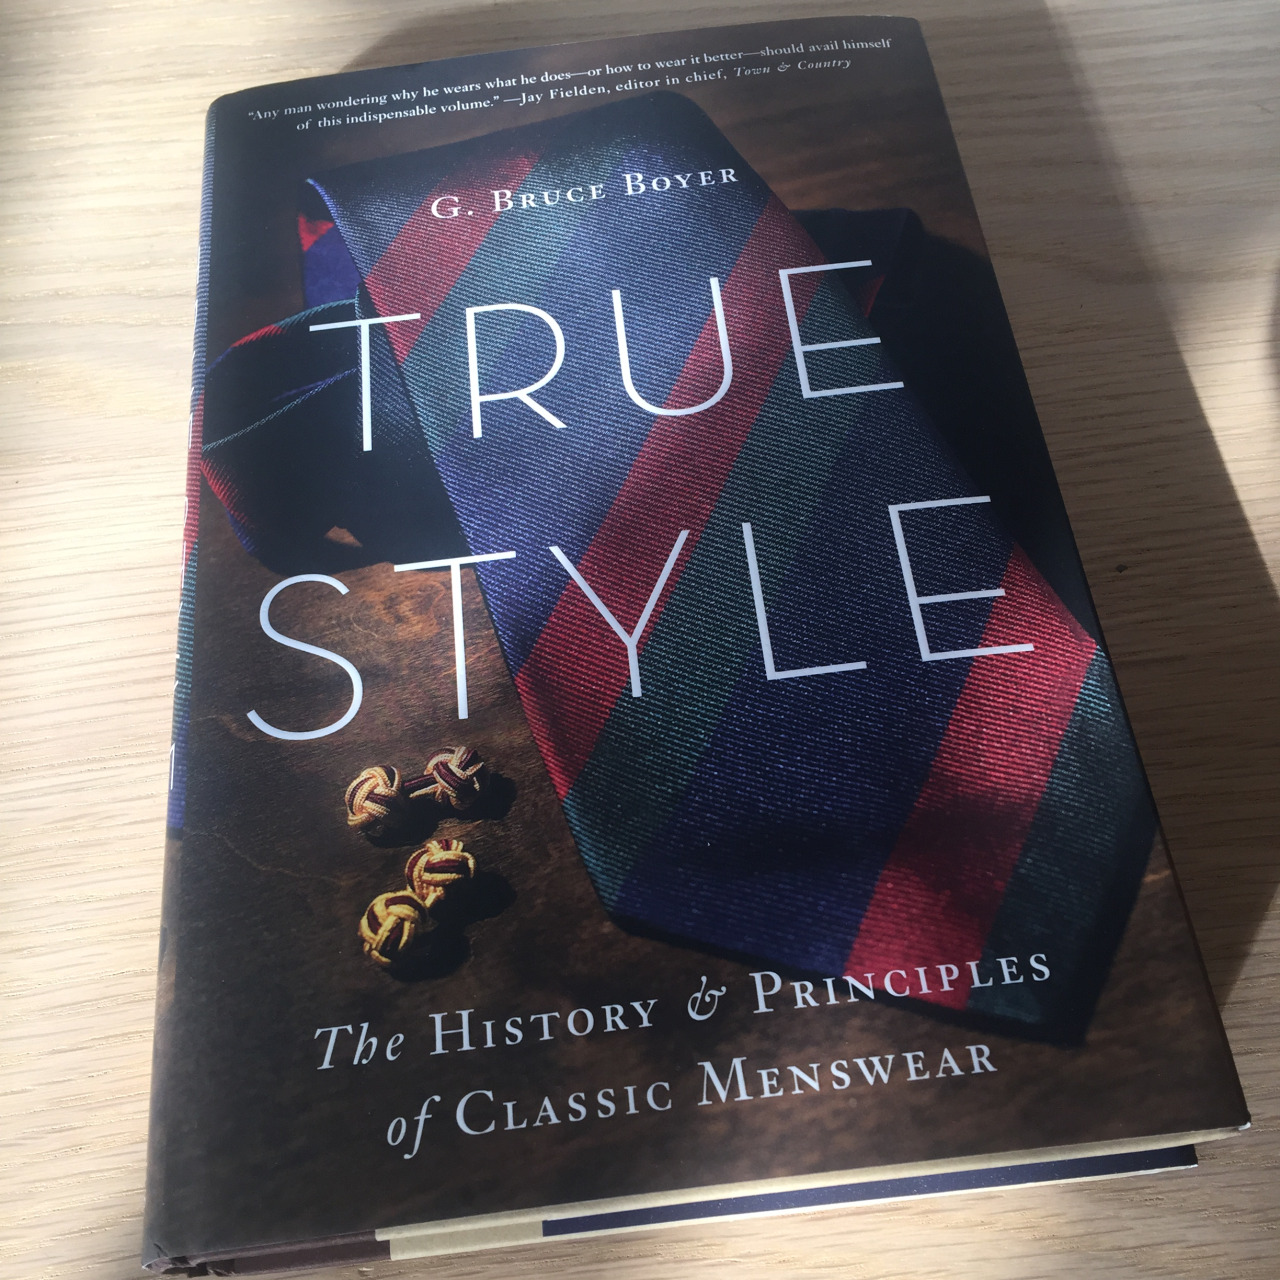 “Any man wondering why he wears what he does—or how to wear it better—should avail himself
of this indispensable volume.” —Jay Fielden, editor in chief, Town & Country
G. BRUCE BOYER
TRUE
STYLE
The HISTORY & PRINCIPLES
of CLASSIC MENSWEAR